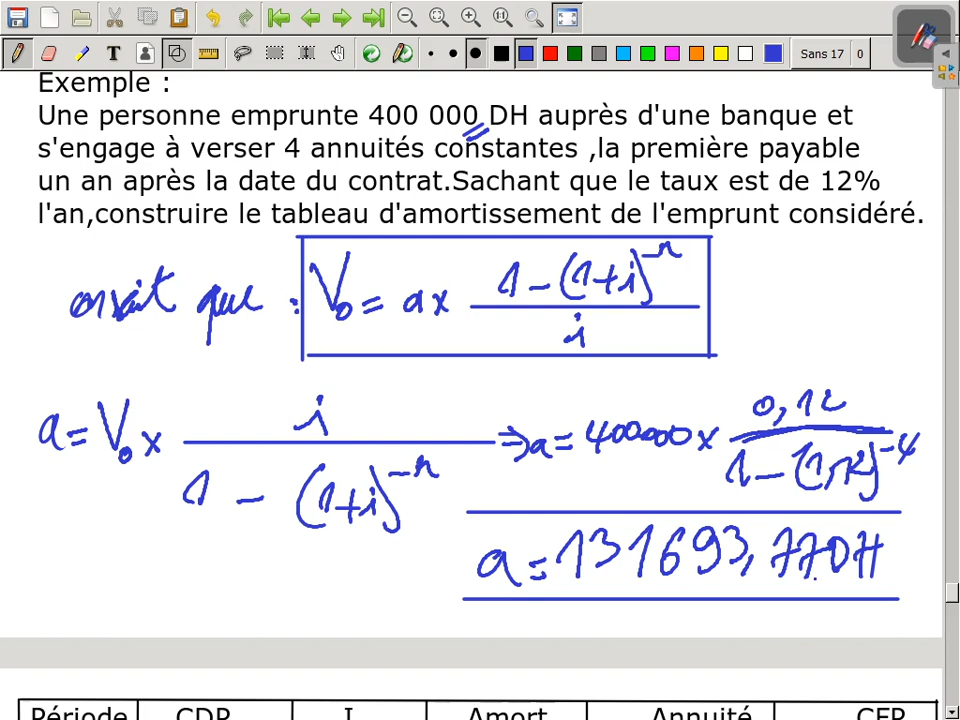 Sans 17 0
Exemple :
Une personne emprunte 400 000 DH auprès d'une banque et
s'engage à verser 4 annuités constantes ,la première payable
un an après la date du contrat.Sachant que le taux est de 12%
l'an,construire le tableau d'amortissement de l'emprunt considéré.
on sait que : V₀ = a x (1 - (1+i)^-n) / i
a = V₀ x i / (1 - (1+i)^-n) => a = 400000 x 0,12 / (1 - (1,12)^-4)
a = 131693,77DH
Période CDP I Amort Annuité CFP